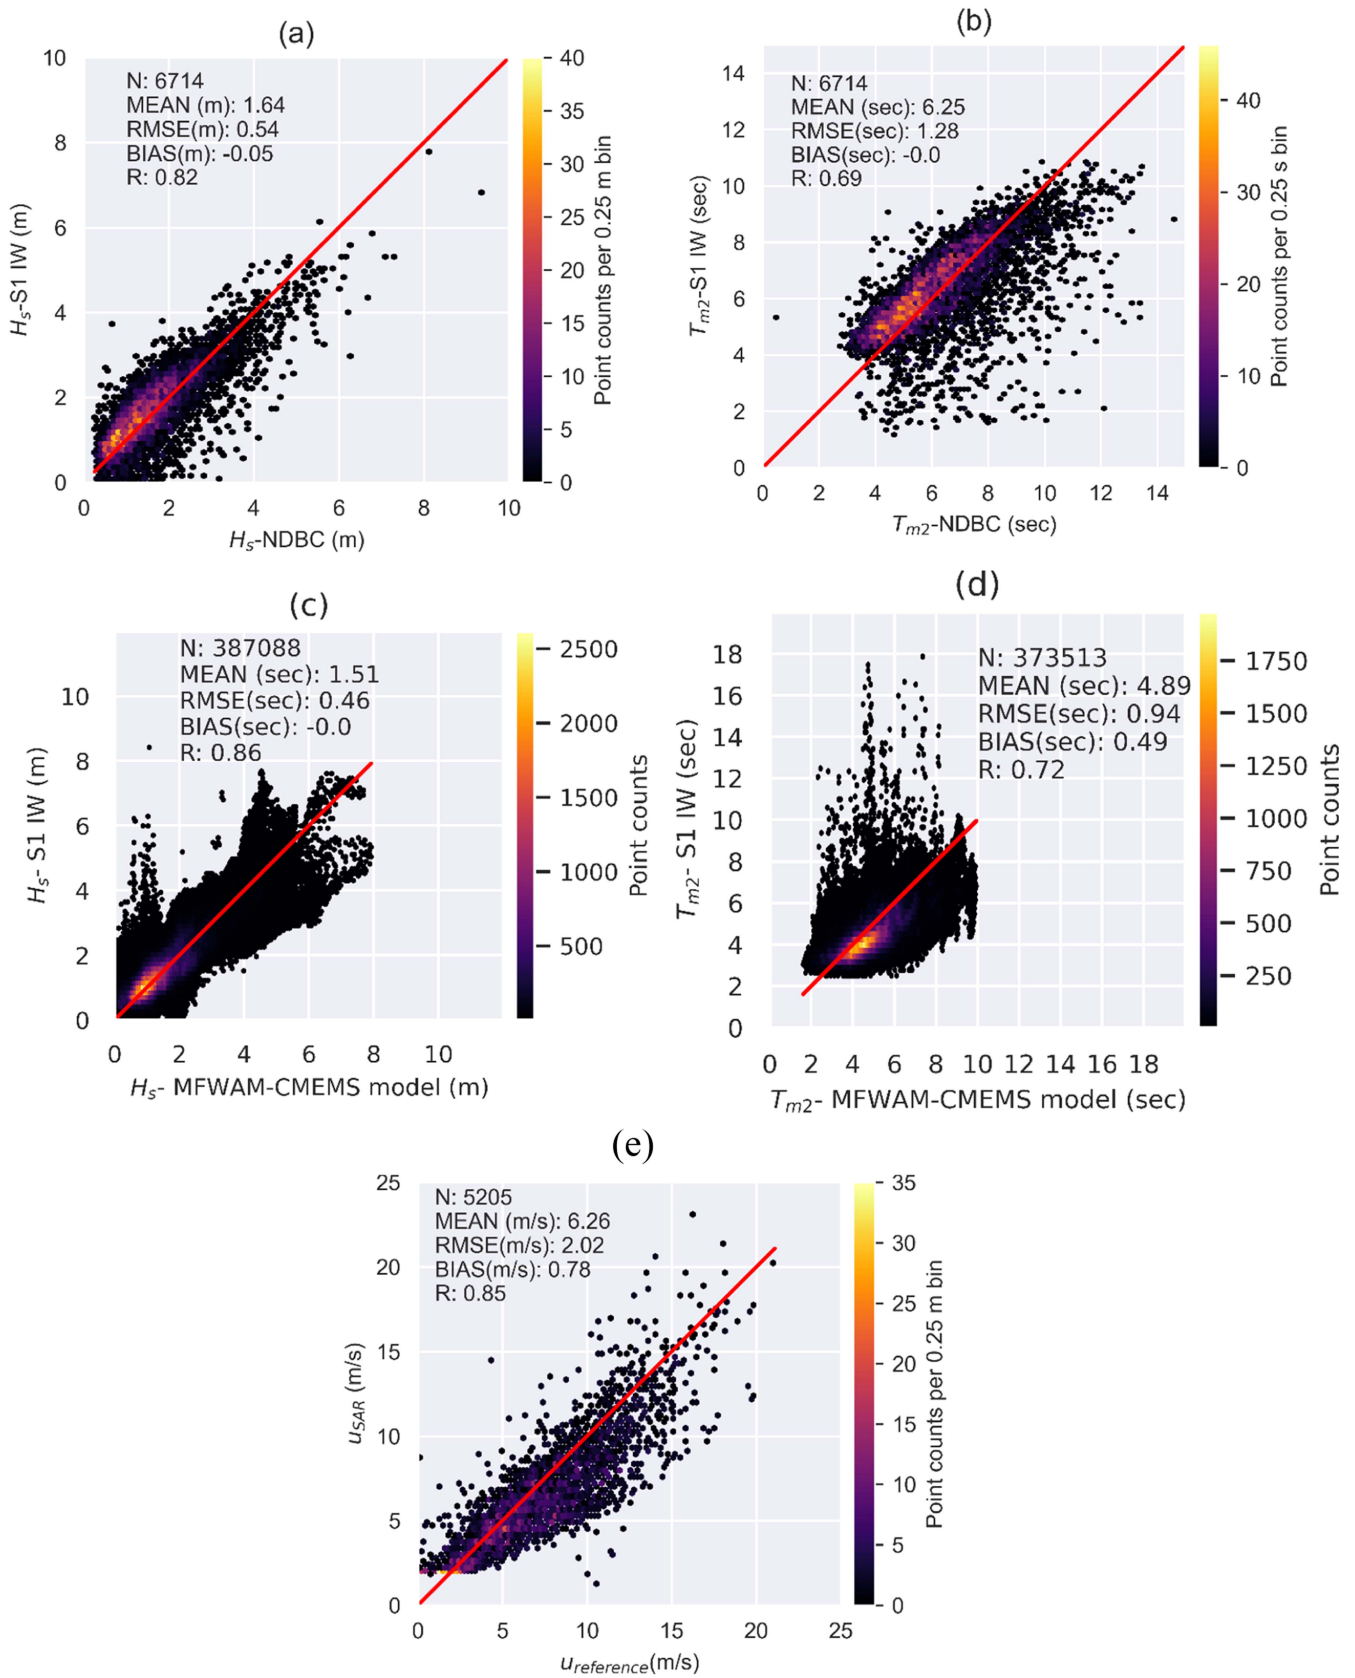 (a)
N: 6714
MEAN (m): 1.64
RMSE(m): 0.54
BIAS(m): -0.05
R: 0.82
10
8
6
4
2
0
0 2 4 6 8 10
Hs-S1 IW (m)
Hs-NDBC (m)
40
35
30
25
20
15
10
5
0
Point counts per 0.25 m bin
(b)
N: 6714
MEAN (sec): 6.25
RMSE(sec): 1.28
BIAS(sec): -0.0
R: 0.69
14
12
10
8
6
4
2
0
0 2 4 6 8 10 12 14
Tm2-S1 IW (sec)
Tm2-NDBC (sec)
40
30
20
10
0
Point counts per 0.25 s bin
(c)
N: 387088
MEAN (sec): 1.51
RMSE(sec): 0.46
BIAS(sec): -0.0
R: 0.86
10
8
6
4
2
0
0 2 4 6 8 10
Hs- S1 IW (m)
Hs- MFWAM-CMEMS model (m)
2500
2000
1500
1000
500
Point counts
(d)
N: 373513
MEAN (sec): 4.89
RMSE(sec): 0.94
BIAS(sec): 0.49
R: 0.72
18
16
14
12
10
8
6
4
2
0
0 2 4 6 8 10 12 14 16 18
Tm2- S1 IW (sec)
Tm2- MFWAM-CMEMS model (sec)
1750
1500
1250
1000
750
500
250
Point counts
(e)
N: 5205
MEAN (m/s): 6.26
RMSE(m/s): 2.02
BIAS(m/s): 0.78
R: 0.85
25
20
15
10
5
0
0 5 10 15 20 25
uSAR (m/s)
ureference(m/s)
35
30
25
20
15
10
5
0
Point counts per 0.25 m bin